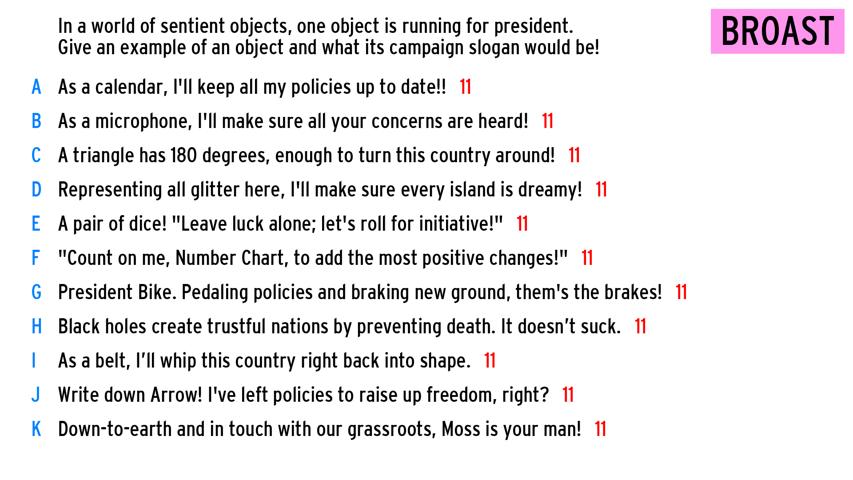 In a world of sentient objects, one object is running for president.
Give an example of an object and what its campaign slogan would be!
BROAST
A As a calendar, I'll keep all my policies up to date!! 11
B As a microphone, I'll make sure all your concerns are heard! 11
C A triangle has 180 degrees, enough to turn this country around! 11
D Representing all glitter here, I'll make sure every island is dreamy! 11
E A pair of dice! "Leave luck alone; let's roll for initiative!" 11
F "Count on me, Number Chart, to add the most positive changes!" 11
G President Bike. Pedaling policies and braking new ground, them's the brakes! 11
H Black holes create trustful nations by preventing death. It doesn’t suck. 11
I As a belt, I’ll whip this country right back into shape. 11
J Write down Arrow! I've left policies to raise up freedom, right? 11
K Down-to-earth and in touch with our grassroots, Moss is your man! 11